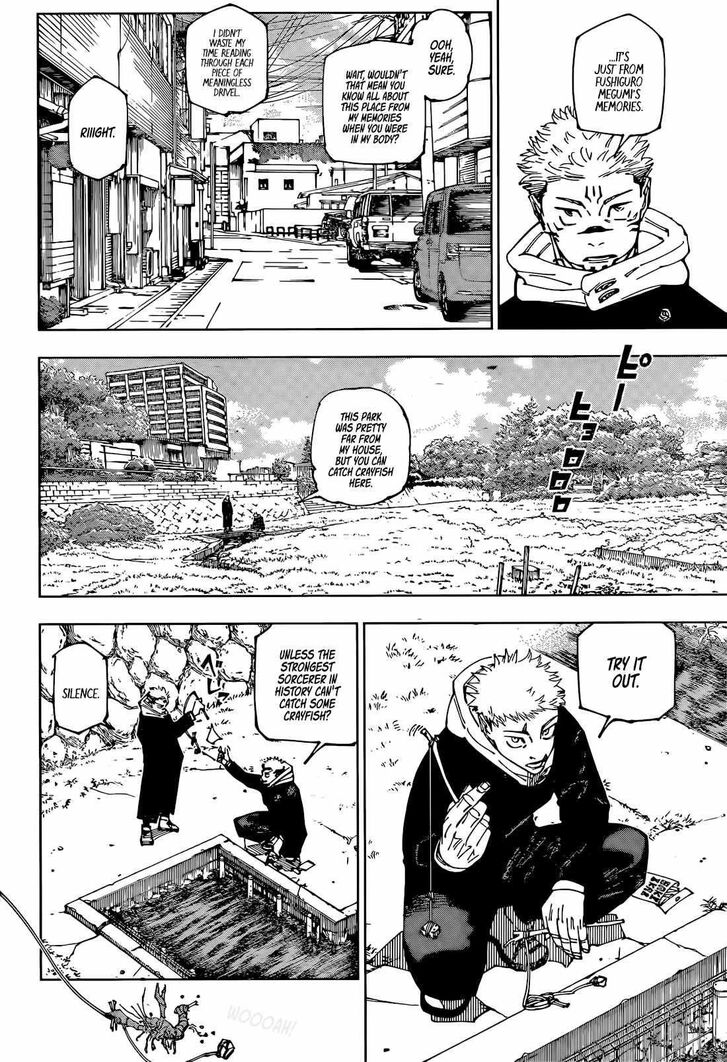 ...IT'S
JUST FROM
FUSHIGURO
MEGUMI'S
MEMORIES.
OOH,
YEAH,
SURE.
WAIT, WOULDN'T
THAT MEAN YOU
KNOW ALL ABOUT
THIS PLACE FROM
MY MEMORIES
WHEN YOU WERE
IN MY BODY?
I DIDN'T
WASTE MY
TIME READING
THROUGH EACH
PIECE OF
MEANINGLESS
DRIVEL.
RIIIGHT.
ピー
ヒョロロロ
THIS PARK
WAS PRETTY
FAR FROM
MY HOUSE,
BUT YOU CAN
CATCH CRAYFISH
HERE.
TRY IT
OUT.
UNLESS THE
STRONGEST
SORCERER
IN HISTORY
CAN'T
CATCH SOME
CRAYFISH?
SILENCE.
WOOOAH!